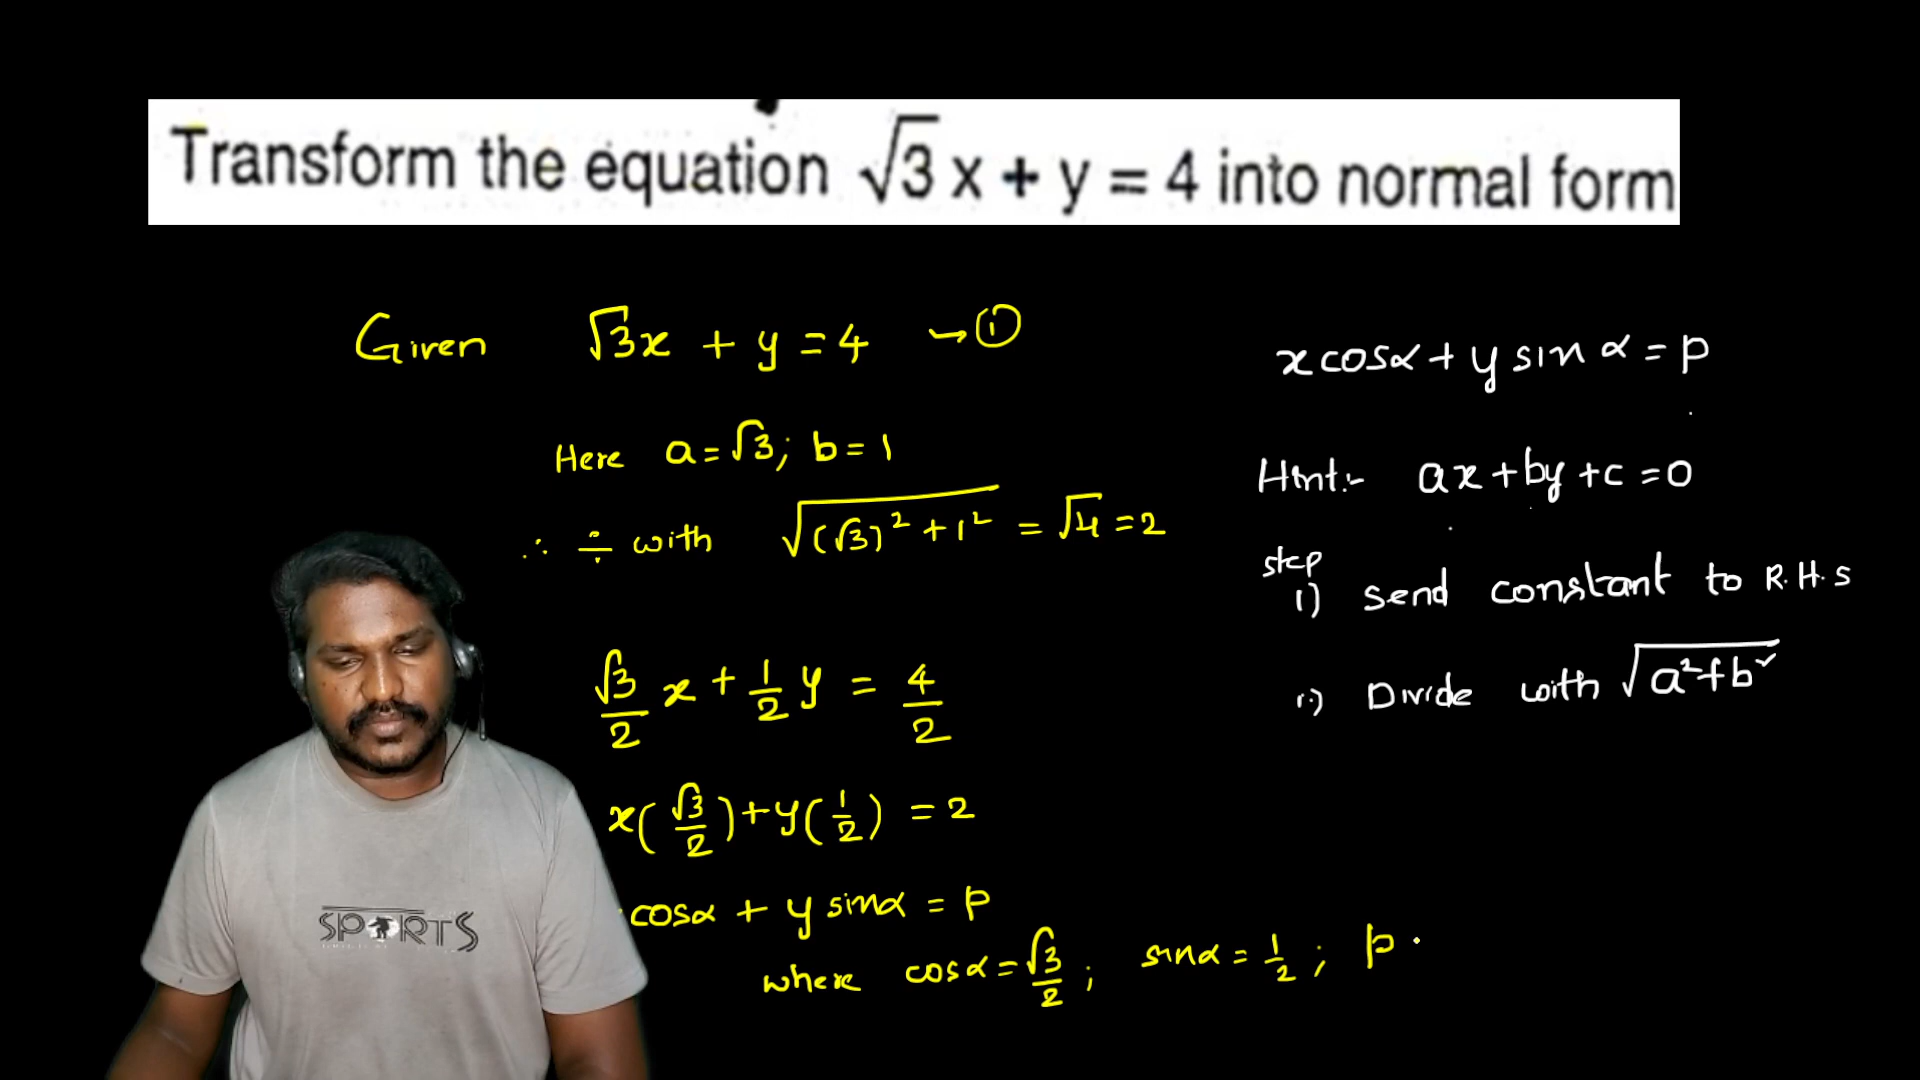 Transform the equation √3 x + y = 4 into normal form
Given √3x + y = 4 → ①
Here a = √3; b = 1
∴ ÷ with √((√3)² + 1²) = √4 = 2
√3/2 x + 1/2 y = 4/2
x(√3/2) + y(1/2) = 2
cosα + y sinα = p
where cosα = √3/2; sinα = 1/2; p
x cosα + y sin α = p
Hint:- ax + by + c = 0
step
1) Send constant to R.H.S
Divide with √a²+b²
SPORTS